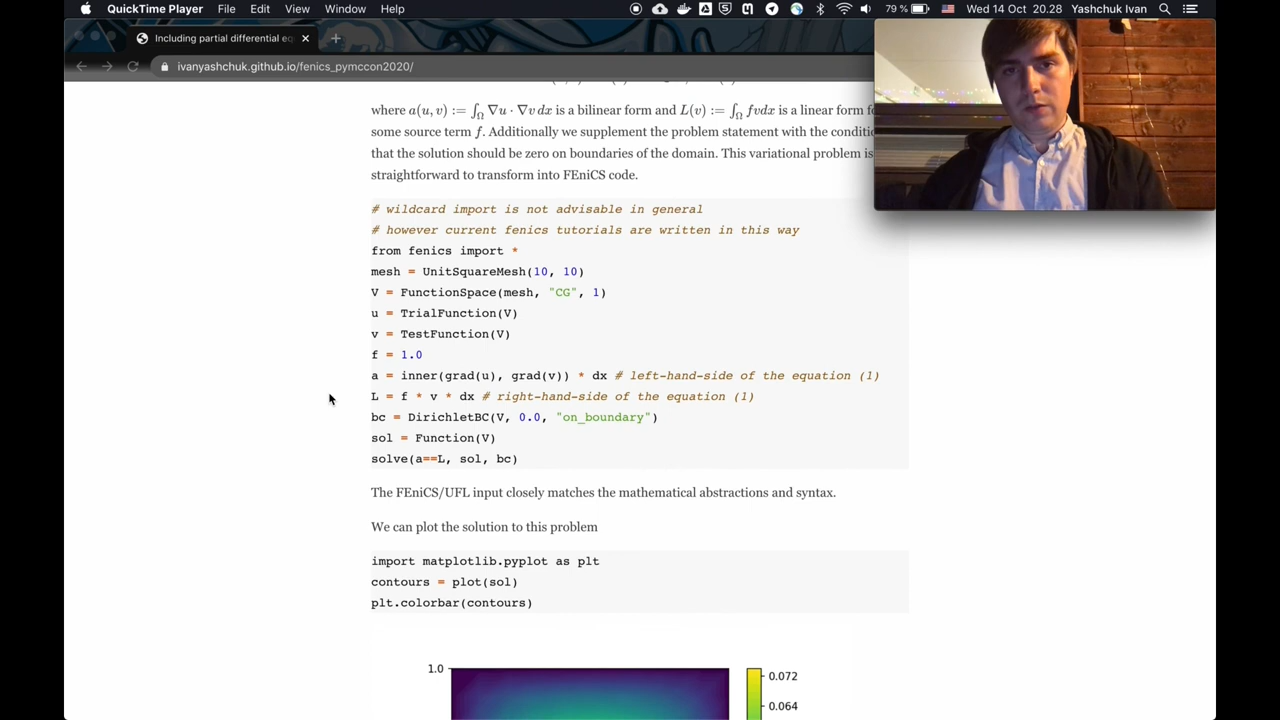 QuickTime Player File Edit View Window Help 79 % Wed 14 Oct 20.28 Yashchuk Ivan
Including partial differential eq
ivanyashchuk.github.io/fenics_pymccon2020/
where a(u, v) := ∫_Ω ∇u · ∇v dx is a bilinear form and L(v) := ∫_Ω fvdx is a linear form
some source term f. Additionally we supplement the problem statement with the conditio
that the solution should be zero on boundaries of the domain. This variational problem is
straightforward to transform into FEniCS code.
# wildcard import is not advisable in general
# however current fenics tutorials are written in this way
from fenics import *
mesh = UnitSquareMesh(10, 10)
V = FunctionSpace(mesh, "CG", 1)
u = TrialFunction(V)
v = TestFunction(V)
f = 1.0
a = inner(grad(u), grad(v)) * dx # left-hand-side of the equation (1)
L = f * v * dx # right-hand-side of the equation (1)
bc = DirichletBC(V, 0.0, "on_boundary")
sol = Function(V)
solve(a==L, sol, bc)
The FEniCS/UFL input closely matches the mathematical abstractions and syntax.
We can plot the solution to this problem
import matplotlib.pyplot as plt
contours = plot(sol)
plt.colorbar(contours)
1.0
0.072
0.064